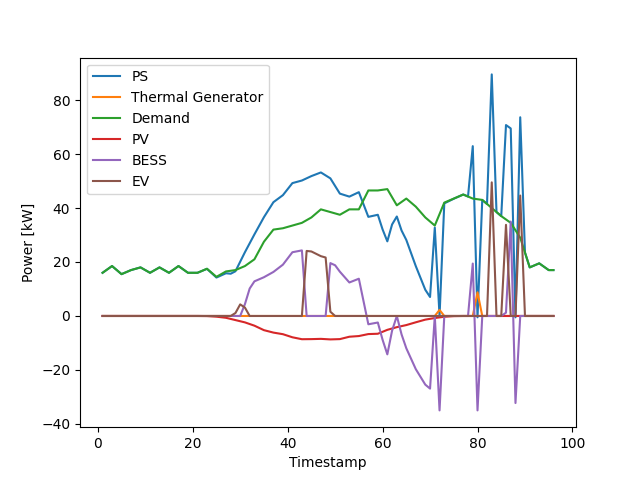 PS
Thermal Generator
Demand
PV
BESS
EV
Power [kW]
80
60
40
20
0
−20
−40
0 20 40 60 80 100
Timestamp